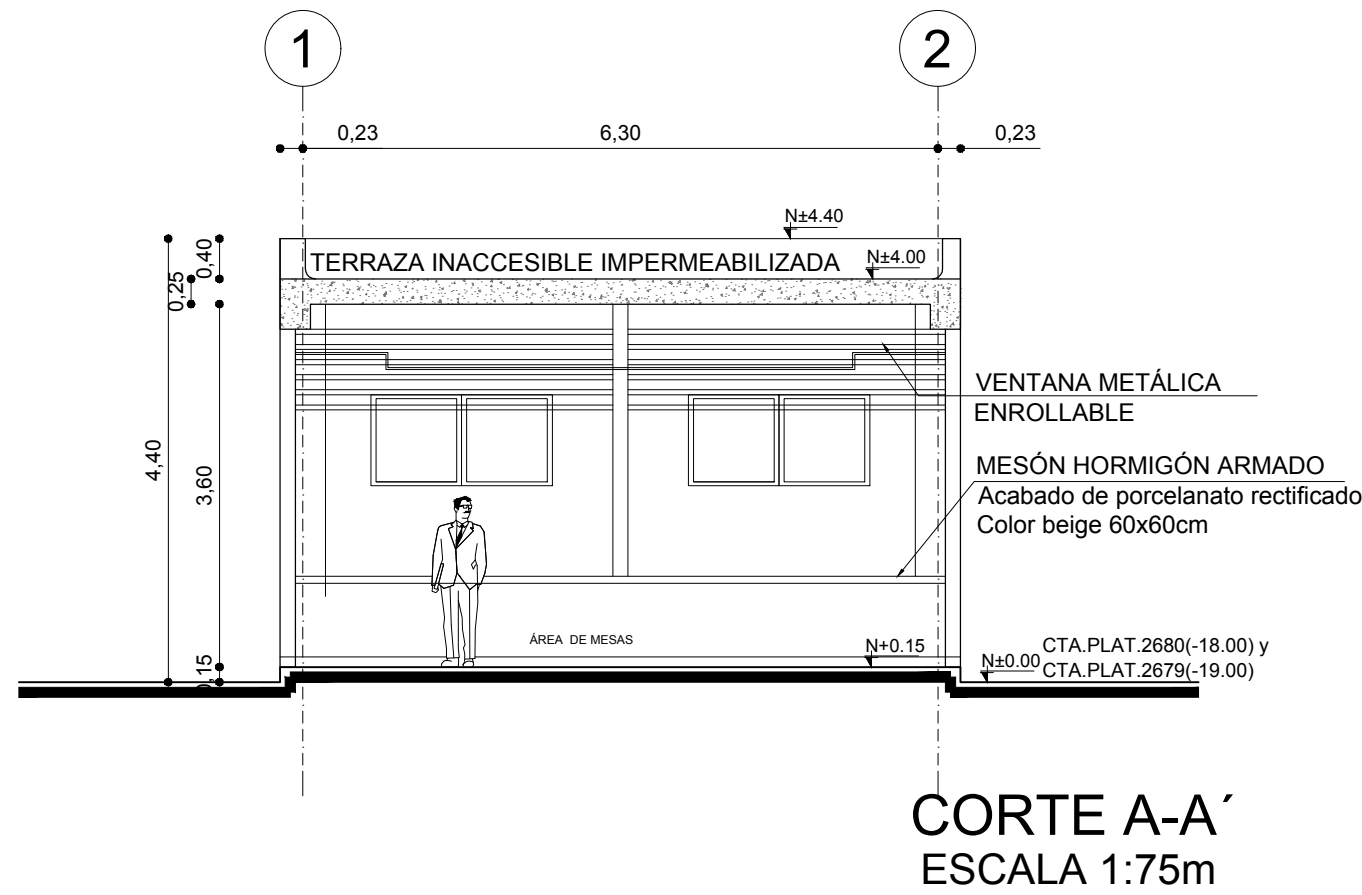 1
2
0,23
6,30
0,23
N±4.40
TERRAZA INACCESIBLE IMPERMEABILIZADA
N±4.00
0,40
0,25
4,40
3,60
0,15
VENTANA METÁLICA
ENROLLABLE
MESÓN HORMIGÓN ARMADO
Acabado de porcelanato rectificado
Color beige 60x60cm
ÁREA DE MESAS
N+0.15
N±0.00
CTA.PLAT.2680(-18.00) y
CTA.PLAT.2679(-19.00)
CORTE A-A´
ESCALA 1:75m